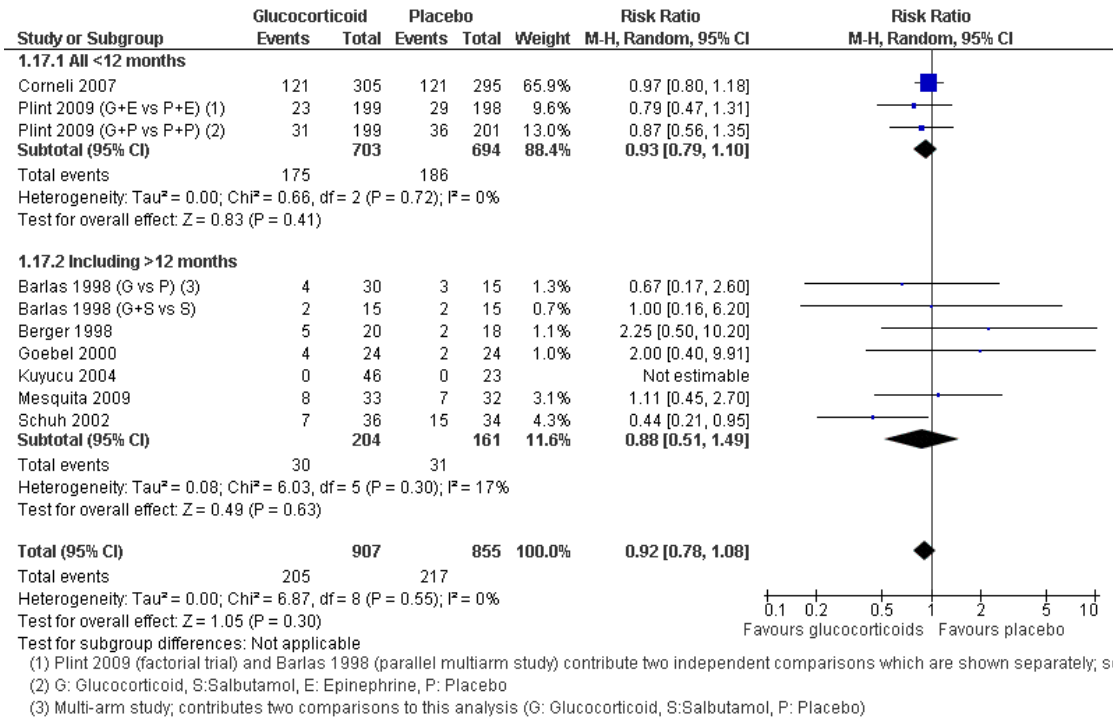 Glucocorticoid Placebo Risk Ratio Risk Ratio
Study or Subgroup Events Total Events Total Weight M-H, Random, 95% CI M-H, Random, 95% CI
1.17.1 All <12 months
Corneli 2007 121 305 121 295 65.9% 0.97 [0.80, 1.18]
Plint 2009 (G+E vs P+E) (1) 23 199 29 198 9.6% 0.79 [0.47, 1.31]
Plint 2009 (G+P vs P+P) (2) 31 199 36 201 13.0% 0.87 [0.56, 1.35]
Subtotal (95% CI) 703 694 88.4% 0.93 [0.79, 1.10]
Total events 175 186
Heterogeneity: Tau² = 0.00; Chi² = 0.66, df = 2 (P = 0.72); I² = 0%
Test for overall effect: Z = 0.83 (P = 0.41)
1.17.2 Including >12 months
Barlas 1998 (G vs P) (3) 4 30 3 15 1.3% 0.67 [0.17, 2.60]
Barlas 1998 (G+S vs S) 2 15 2 15 0.7% 1.00 [0.16, 6.20]
Berger 1998 5 20 2 18 1.1% 2.25 [0.50, 10.20]
Goebel 2000 4 24 2 24 1.0% 2.00 [0.40, 9.91]
Kuyucu 2004 0 46 0 23 Not estimable
Mesquita 2009 8 33 7 32 3.1% 1.11 [0.45, 2.70]
Schuh 2002 7 36 15 34 4.3% 0.44 [0.21, 0.95]
Subtotal (95% CI) 204 161 11.6% 0.88 [0.51, 1.49]
Total events 30 31
Heterogeneity: Tau² = 0.08; Chi² = 6.03, df = 5 (P = 0.30); I² = 17%
Test for overall effect: Z = 0.49 (P = 0.63)
Total (95% CI) 907 855 100.0% 0.92 [0.78, 1.08]
Total events 205 217
Heterogeneity: Tau² = 0.00; Chi² = 6.87, df = 8 (P = 0.55); I² = 0%
0.1 0.2 0.5 1 2 5 10
Test for overall effect: Z = 1.05 (P = 0.30)
Favours glucocorticoids Favours placebo
Test for subgroup differences: Not applicable
(1) Plint 2009 (factorial trial) and Barlas 1998 (parallel multiarm study) contribute two independent comparisons which are shown separately;
(2) G: Glucocorticoid, S:Salbutamol, E: Epinephrine, P: Placebo
(3) Multi-arm study; contributes two comparisons to this analysis (G: Glucocorticoid, S:Salbutamol, P: Placebo)